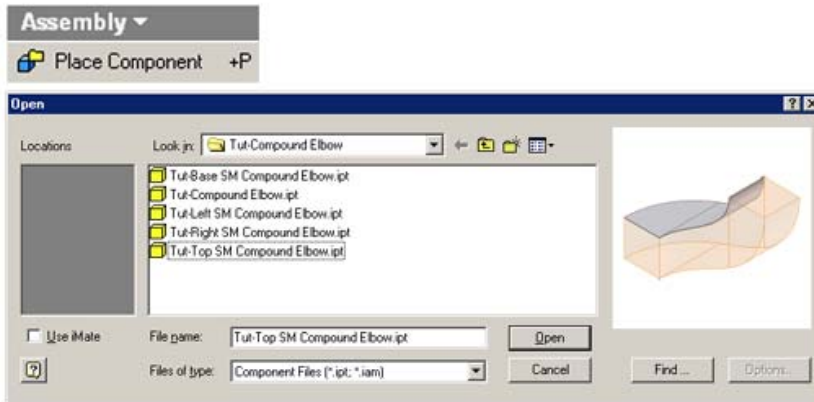 Assembly
Place Component +P
Open
Locations
Look in: Tut-Compound Elbow
Tut-Base SM Compound Elbow.ipt
Tut-Compound Elbow.ipt
Tut-Left SM Compound Elbow.ipt
Tut-Right SM Compound Elbow.ipt
Tut-Top SM Compound Elbow.ipt
Use iMate
File name: Tut-Top SM Compound Elbow.ipt
Open
Files of type: Component Files (*.ipt; *.iam)
Cancel
Find ...
Options...